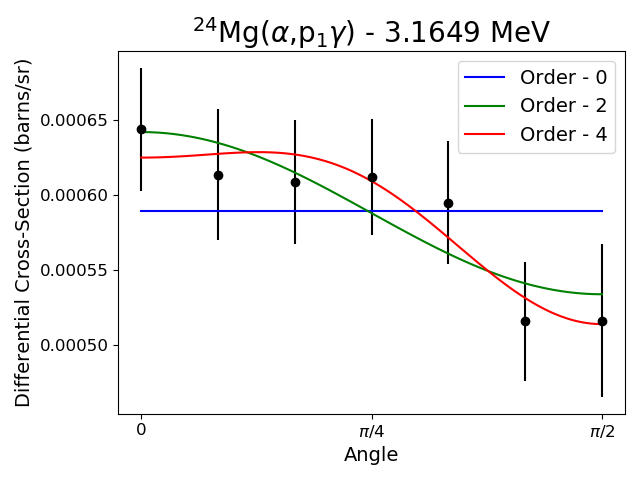 ²⁴Mg(α,p₁γ) - 3.1649 MeV
Differential Cross-Section (barns/sr)
0.00065
0.00060
0.00055
0.00050
Order - 0
Order - 2
Order - 4
0
π/4
π/2
Angle